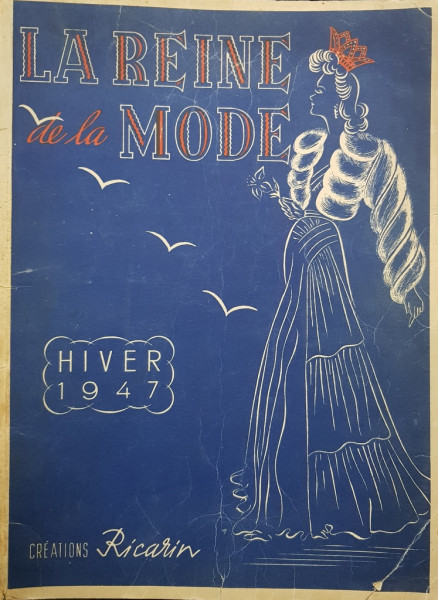 LA REINE
de la MODE
HIVER
1947
CRÉATIONS Ricarin